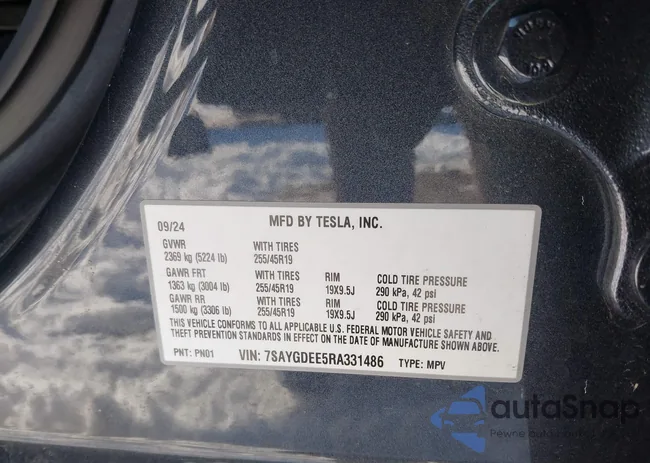 09/24 MFD BY TESLA, INC.
GVWR WITH TIRES
2369 kg (5224 lb) 255/45R19
GAWR FRT WITH TIRES RIM COLD TIRE PRESSURE
1363 kg (3004 lb) 255/45R19 19X9.5J 290 kPa, 42 psi
GAWR RR WITH TIRES RIM COLD TIRE PRESSURE
1500 kg (3306 lb) 255/45R19 19X9.5J 290 kPa, 42 psi
THIS VEHICLE CONFORMS TO ALL APPLICABLE U.S. FEDERAL MOTOR VEHICLE SAFETY AND
THEFT PREVENTION STANDARDS IN EFFECT ON THE DATE OF MANUFACTURE SHOWN ABOVE.
PNT: PN01 VIN: 7SAYGDEE5RA331486 TYPE: MPV
autaSnap